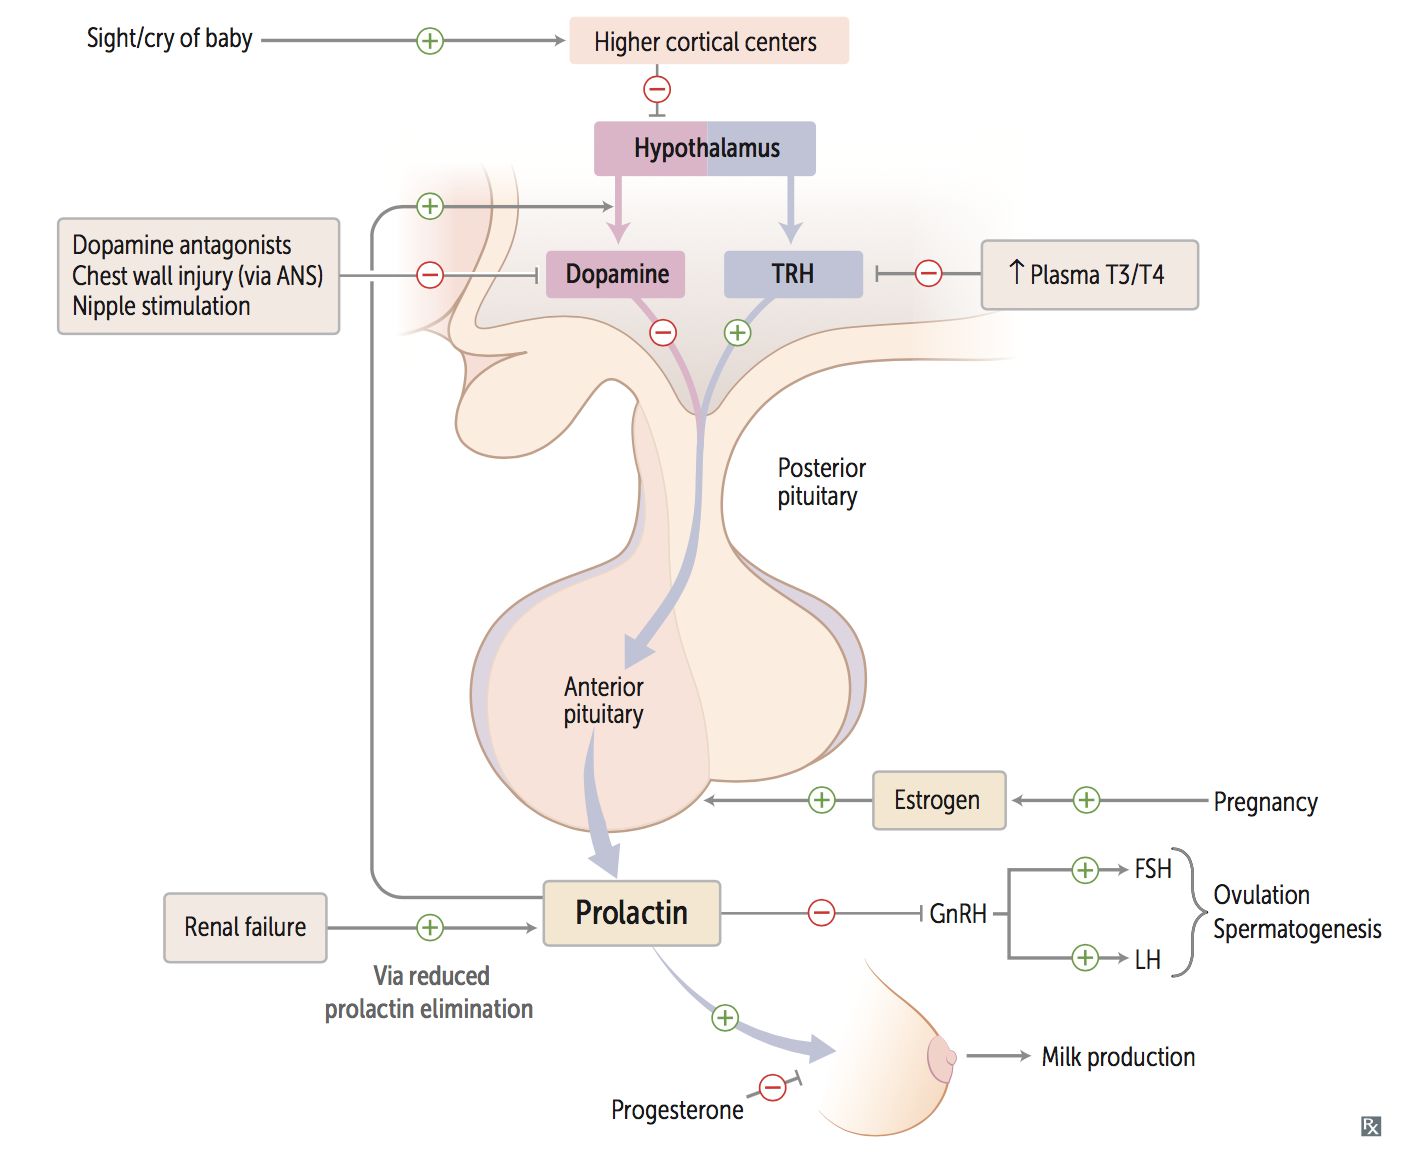 Sight/cry of baby
+
Higher cortical centers
−
Hypothalamus
+
Dopamine antagonists
Chest wall injury (via ANS)
Nipple stimulation
−
Dopamine
TRH
−
↑ Plasma T3/T4
−
+
Posterior
pituitary
Anterior
pituitary
+
Estrogen
+
Pregnancy
Renal failure
+
Via reduced
prolactin elimination
Prolactin
−
GnRH
+
FSH
+
LH
Ovulation
Spermatogenesis
+
Milk production
Progesterone
−
Rx